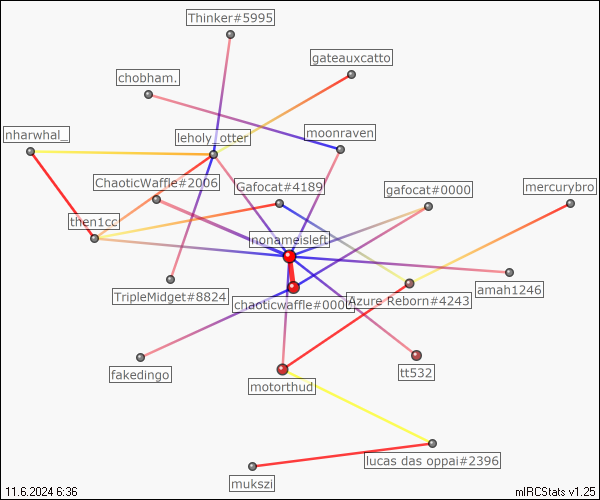 Thinker#5995
gateauxcatto
chobham.
nharwhal_
leholy_otter
moonraven
ChaoticWaffle#2006
Gafocat#4189
gafocat#0000
mercurybro
then1cc
nonameisleft
TripleMidget#8824
chaoticwaffle#000
Azure Reborn#4243
amah1246
fakedingo
motorthud
tt532
lucas das oppai#2396
mukszi
11.6.2024 6:36
mIRCStats v1.25